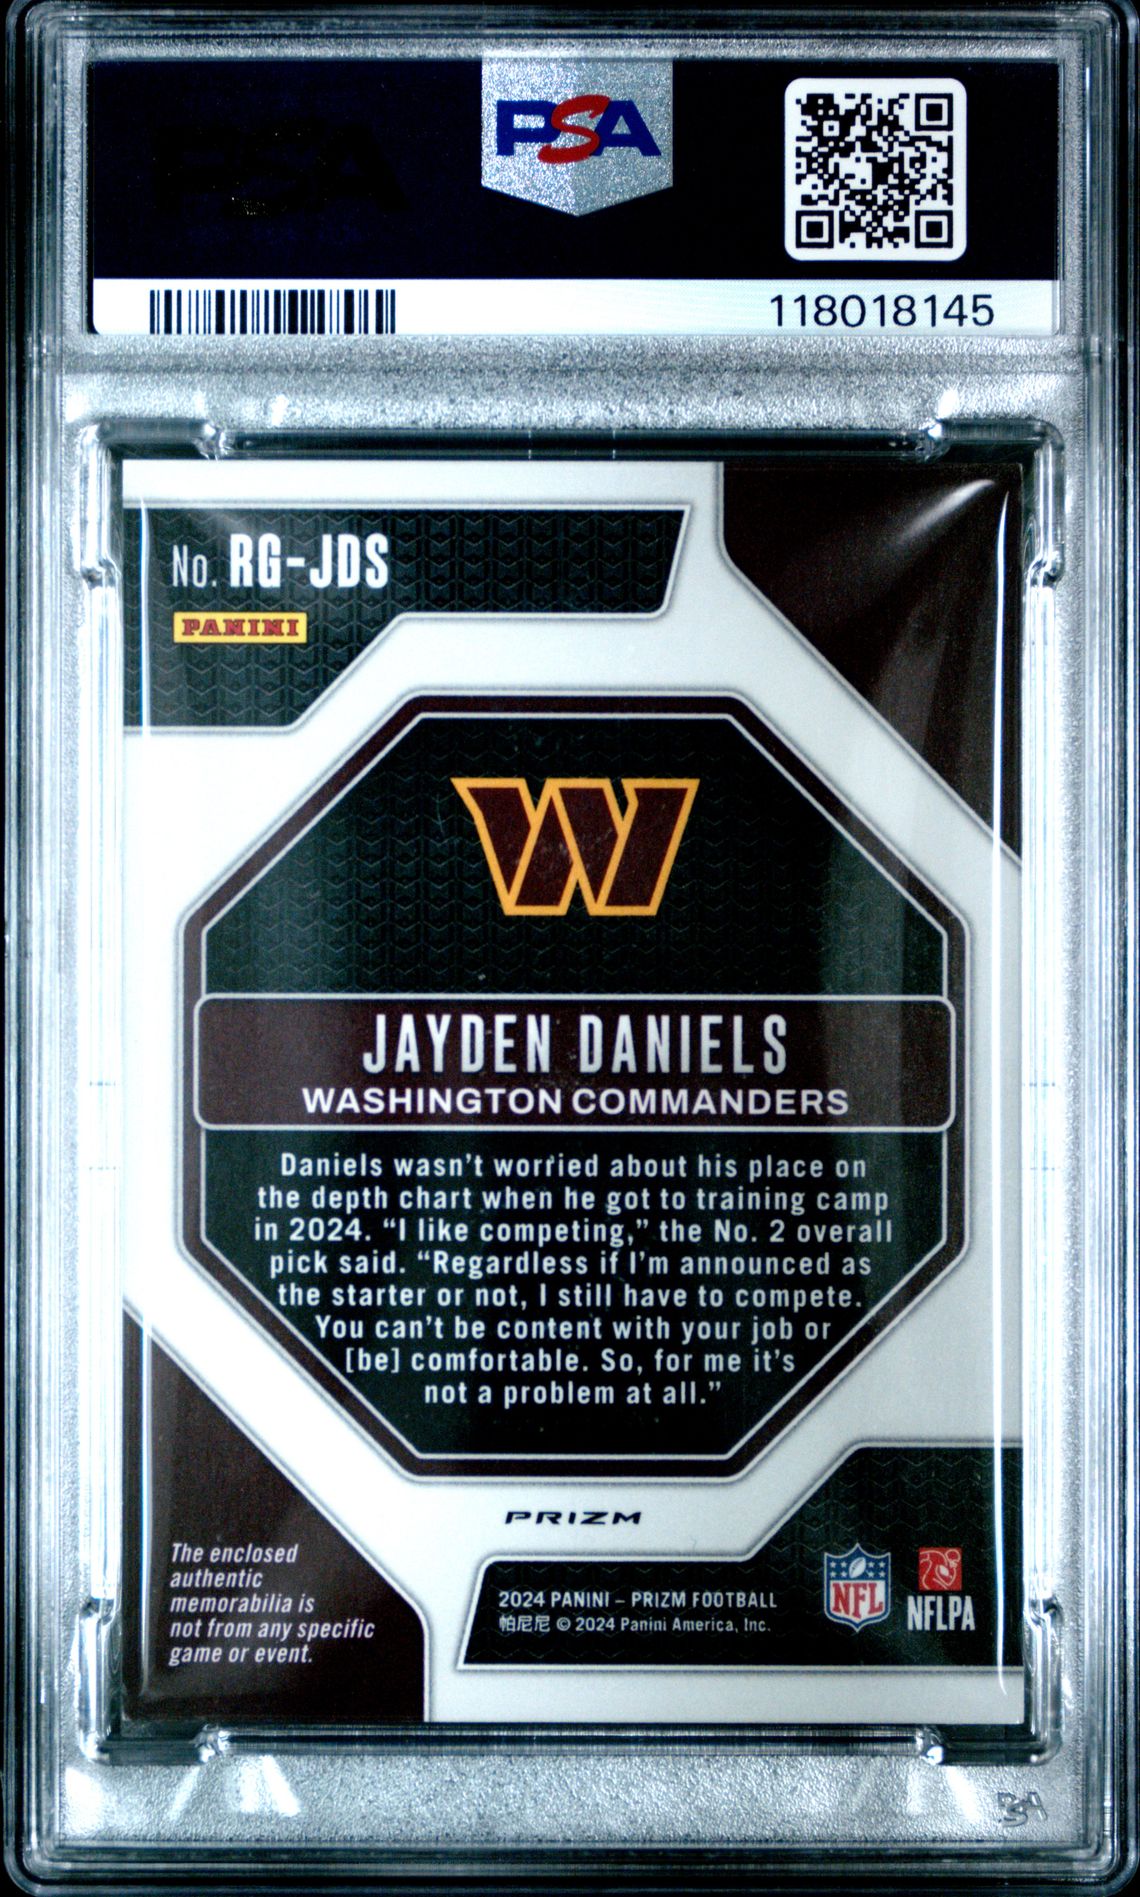 PSA
118018145
No. RG-JDS
PANINI
W
JAYDEN DANIELS
WASHINGTON COMMANDERS
Daniels wasn't worried about his place on
the depth chart when he got to training camp
in 2024. “I like competing,” the No. 2 overall
pick said. “Regardless if I'm announced as
the starter or not, I still have to compete.
You can't be content with your job or
[be] comfortable. So, for me it's
not a problem at all.”
PRIZM
The enclosed
authentic
memorabilia is
not from any specific
game or event.
2024 PANINI – PRIZM FOOTBALL
帕尼尼 © 2024 Panini America, Inc.
NFL
NFLPA
PSA